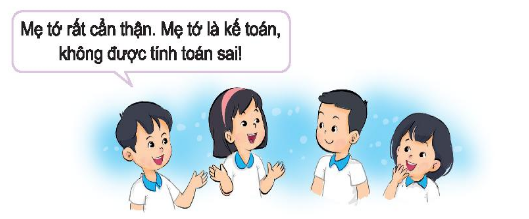 Mẹ tớ rất cẩn thận. Mẹ tớ là kế toán,
không được tính toán sai!